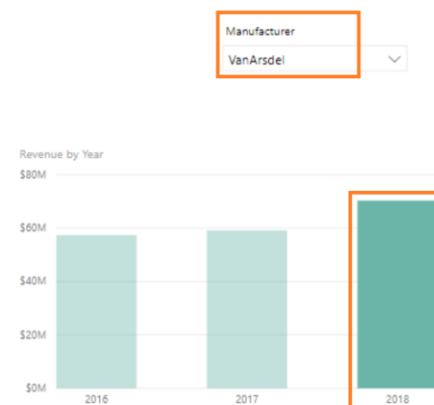 Manufacturer
VanArsdel
Revenue by Year
$80M
$60M
$40M
$20M
$0M
2016 2017 2018